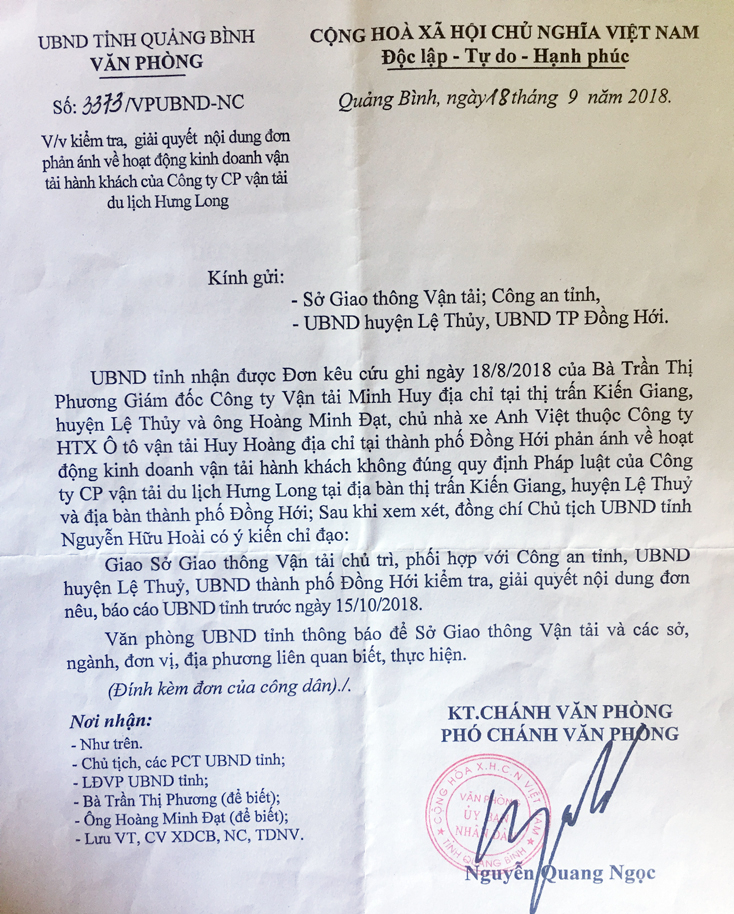 UBND TỈNH QUẢNG BÌNH
VĂN PHÒNG
Số: 3373/VPUBND-NC
V/v kiểm tra, giải quyết nội dung đơn
phản ánh về hoạt động kinh doanh vận
tải hành khách của Công ty CP vận tải
du lịch Hưng Long
CỘNG HOÀ XÃ HỘI CHỦ NGHĨA VIỆT NAM
Độc lập - Tự do - Hạnh phúc
Quảng Bình, ngày 18 tháng 9 năm 2018.
Kính gửi:
- Sở Giao thông Vận tải; Công an tỉnh,
- UBND huyện Lệ Thủy, UBND TP Đồng Hới.
UBND tỉnh nhận được Đơn kêu cứu ghi ngày 18/8/2018 của Bà Trần Thị
Phương Giám đốc Công ty Vận tải Minh Huy địa chỉ tại thị trấn Kiến Giang,
huyện Lệ Thủy và ông Hoàng Minh Đạt, chủ nhà xe Anh Việt thuộc Công ty
HTX Ô tô vận tải Huy Hoàng địa chỉ tại thành phố Đồng Hới phản ánh về hoạt
động kinh doanh vận tải hành khách không đúng quy định Pháp luật của Công
ty CP vận tải du lịch Hưng Long tại địa bàn thị trấn Kiến Giang, huyện Lệ Thuỷ
và địa bàn thành phố Đồng Hới; Sau khi xem xét, đồng chí Chủ tịch UBND tỉnh
Nguyễn Hữu Hoài có ý kiến chỉ đạo:
Giao Sở Giao thông Vận tải chủ trì, phối hợp với Công an tỉnh, UBND
huyện Lệ Thuỷ, UBND thành phố Đồng Hới kiểm tra, giải quyết nội dung đơn
nêu, báo cáo UBND tỉnh trước ngày 15/10/2018.
Văn phòng UBND tỉnh thông báo để Sở Giao thông Vận tải và các sở,
ngành, đơn vị, địa phương liên quan biết, thực hiện.
(Đính kèm đơn của công dân)./.
Nơi nhận:
- Như trên.
- Chủ tịch, các PCT UBND tỉnh;
- LĐVP UBND tỉnh;
- Bà Trần Thị Phương (để biết);
- Ông Hoàng Minh Đạt (để biết);
- Lưu VT, CV XDCB, NC, TDNV.
KT.CHÁNH VĂN PHÒNG
PHÓ CHÁNH VĂN PHÒNG
CỘNG HÒA X.H.C.N VIỆT NAM
VĂN PHÒNG
ỦY BAN
NHÂN DÂN
TỈNH QUẢNG BÌNH
Nguyễn Quang Ngọc